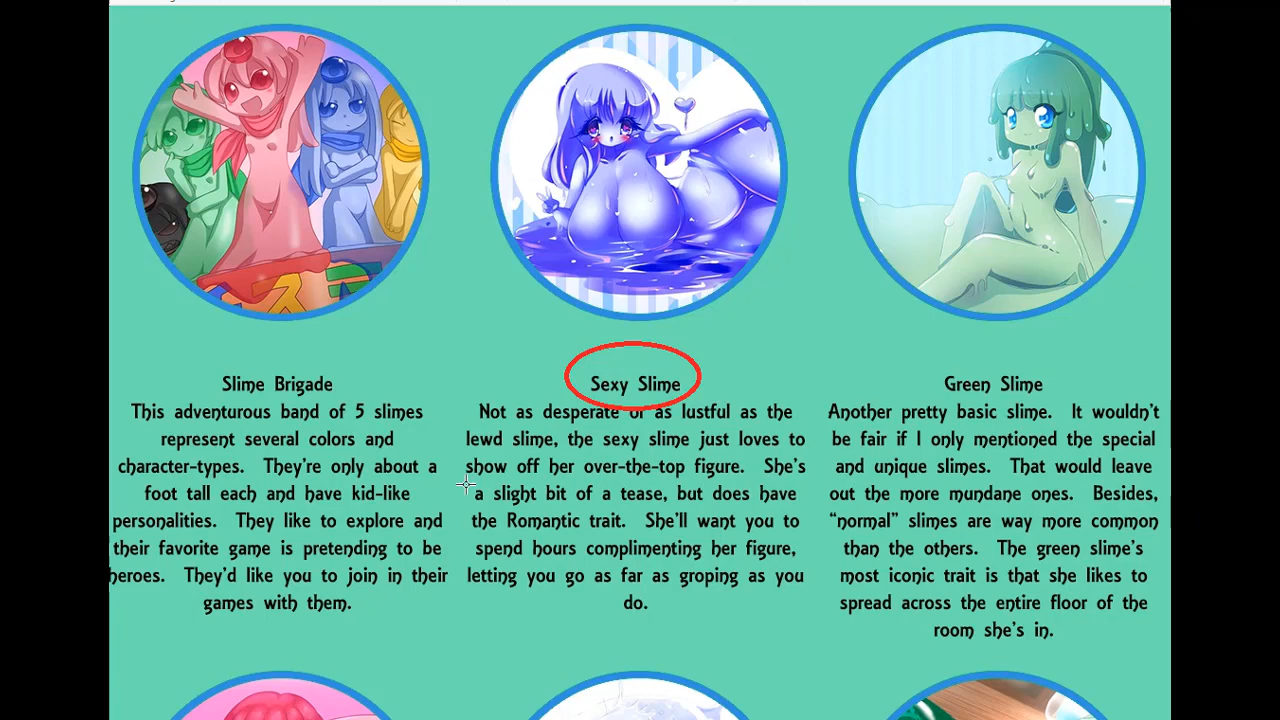 Slime Brigade
This adventurous band of 5 slimes
represent several colors and
character-types. They're only about a
foot tall each and have kid-like
personalities. They like to explore and
their favorite game is pretending to be
heroes. They'd like you to join in their
games with them.
Sexy Slime
Not as desperate or as lustful as the
lewd slime, the sexy slime just loves to
show off her over-the-top figure. She's
a slight bit of a tease, but does have
the Romantic trait. She'll want you to
spend hours complimenting her figure,
letting you go as far as groping as you
do.
Green Slime
Another pretty basic slime. It wouldn't
be fair if I only mentioned the special
and unique slimes. That would leave
out the more mundane ones. Besides,
“normal” slimes are way more common
than the others. The green slime's
most iconic trait is that she likes to
spread across the entire floor of the
room she's in.